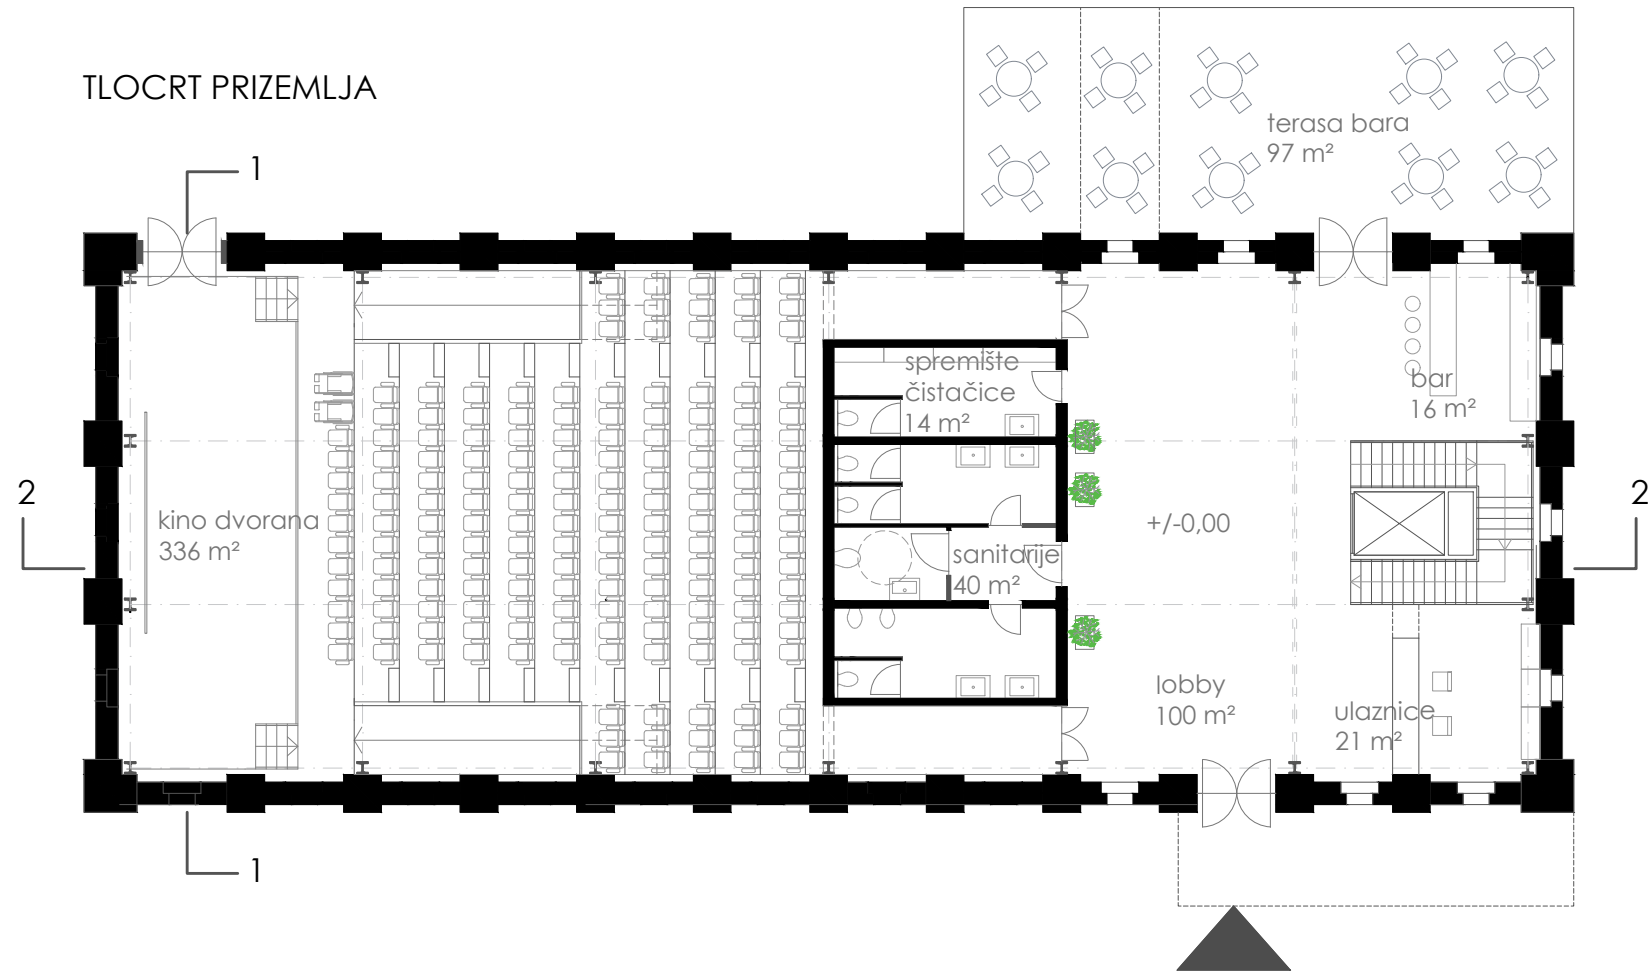 TLOCRT PRIZEMLJA
terasa bara
97 m²
1
spremište
čistačice
14 m²
bar
16 m²
2
2
kino dvorana
336 m²
+/-0,00
sanitarije
40 m²
lobby
100 m²
ulaznice
21 m²
1